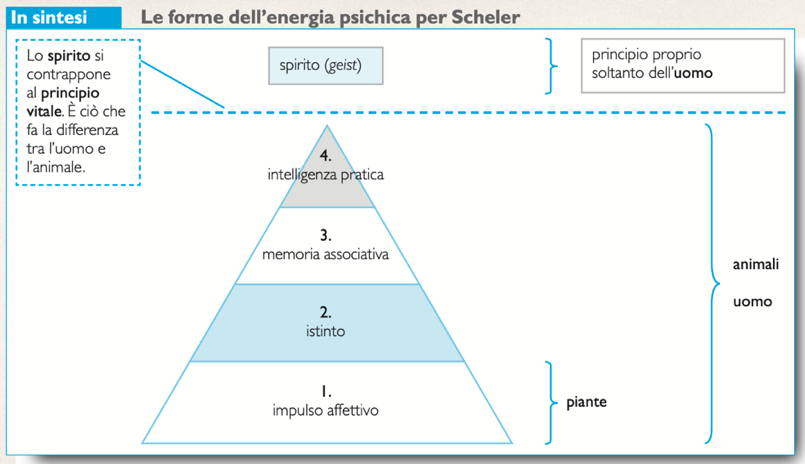 In sintesi
Le forme dell'energia psichica per Scheler
Lo spirito si
contrappone
al principio
vitale. È ciò che
fa la differenza
tra l'uomo e
l'animale.
spirito (geist)
principio proprio
soltanto dell'uomo
4.
intelligenza pratica
3.
memoria associativa
2.
istinto
1.
impulso affettivo
animali
uomo
piante